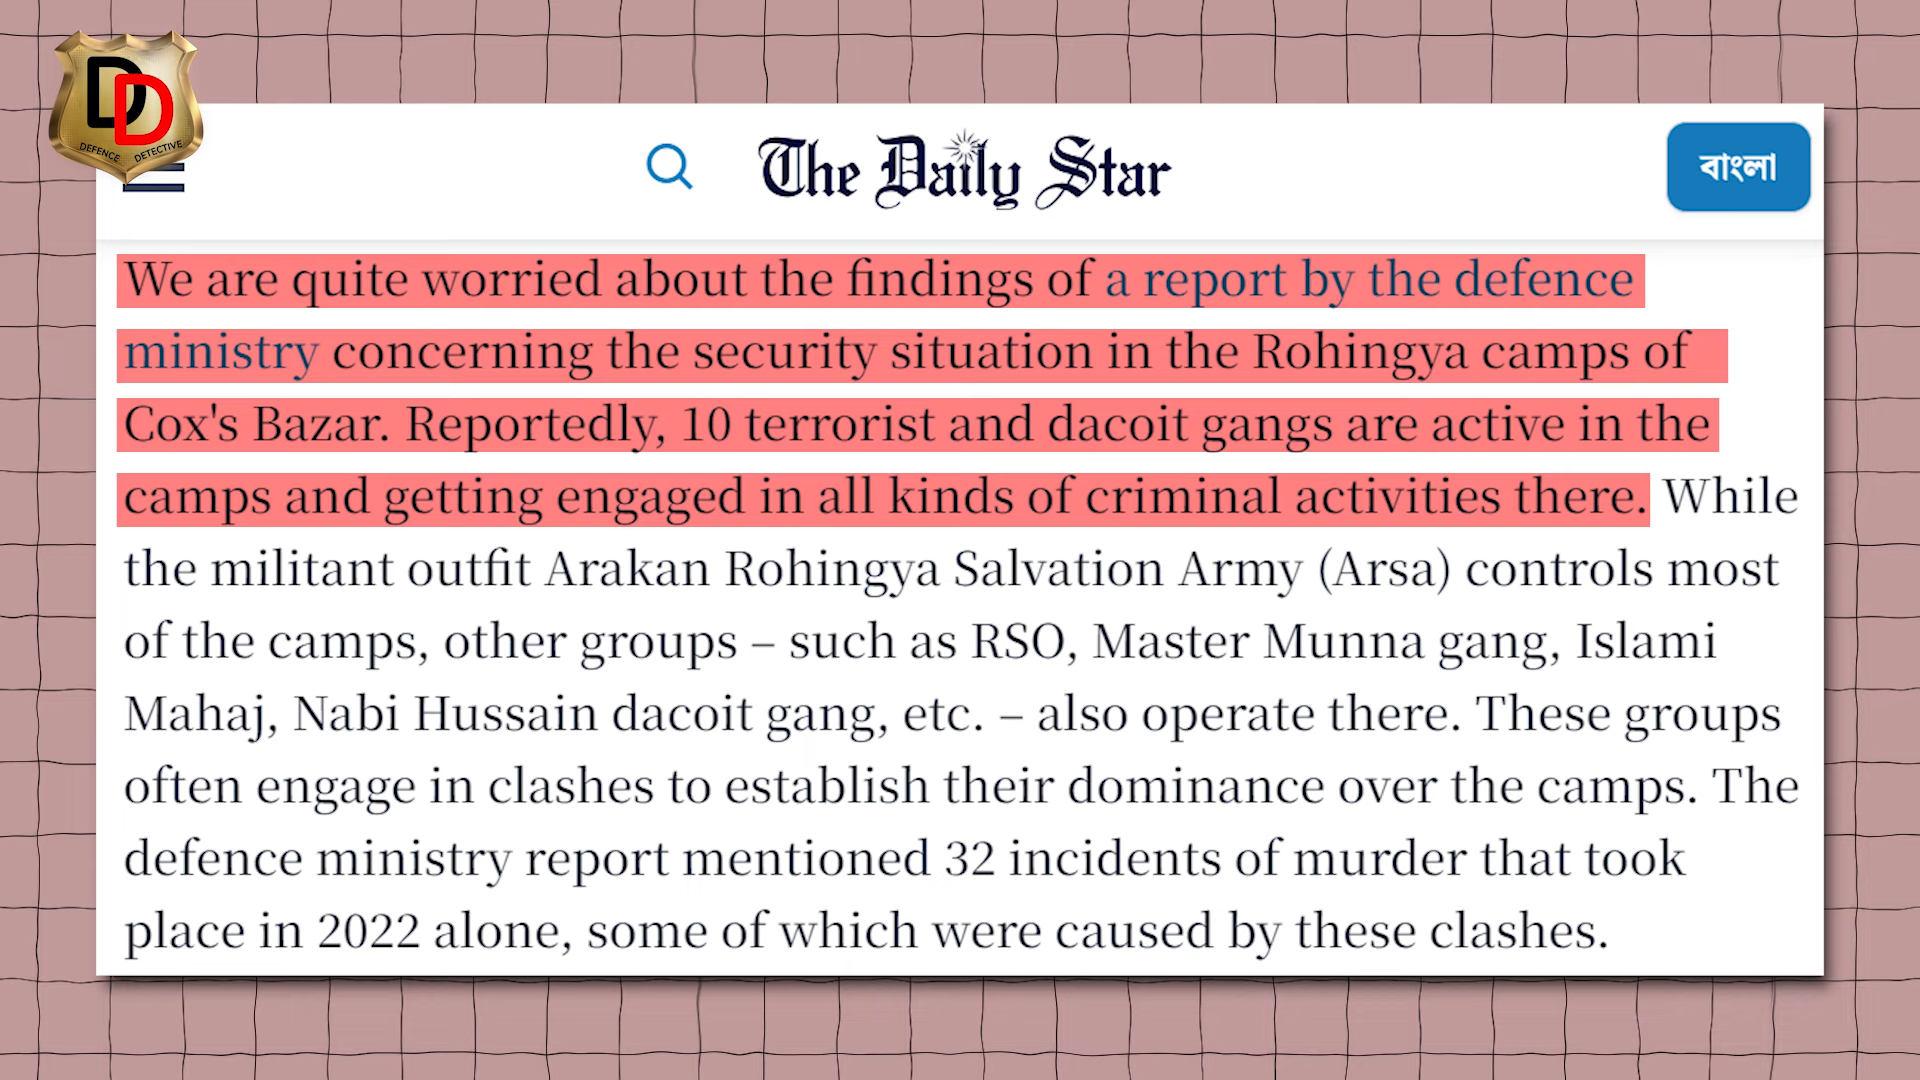 DD
DEFENCE DETECTIVE
The Daily Star
বাংলা
We are quite worried about the findings of a report by the defence
ministry concerning the security situation in the Rohingya camps of
Cox's Bazar. Reportedly, 10 terrorist and dacoit gangs are active in the
camps and getting engaged in all kinds of criminal activities there. While
the militant outfit Arakan Rohingya Salvation Army (Arsa) controls most
of the camps, other groups – such as RSO, Master Munna gang, Islami
Mahaj, Nabi Hussain dacoit gang, etc. – also operate there. These groups
often engage in clashes to establish their dominance over the camps. The
defence ministry report mentioned 32 incidents of murder that took
place in 2022 alone, some of which were caused by these clashes.